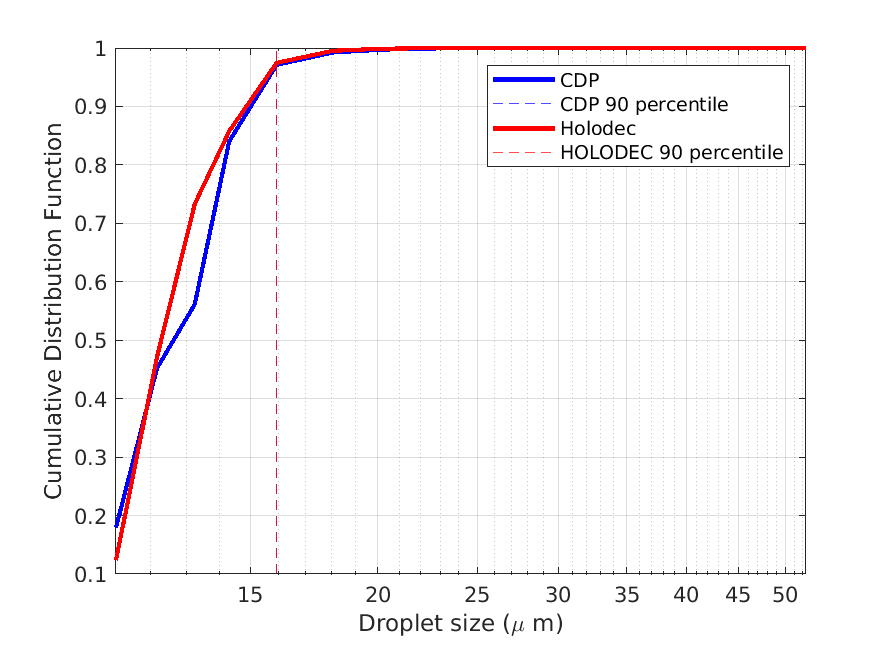 1
0.9
0.8
0.7
0.6
0.5
0.4
0.3
0.2
0.1
Cumulative Distribution Function
CDP
CDP 90 percentile
Holodec
HOLODEC 90 percentile
15 20 25 30 35 40 45 50
Droplet size (μ m)